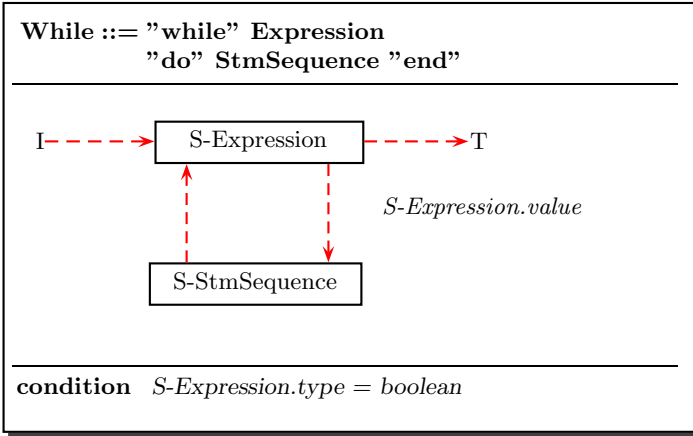 While ::= ”while” Expression
”do” StmSequence ”end”
I S-Expression T
S-Expression.value
S-StmSequence
condition S-Expression.type = boolean